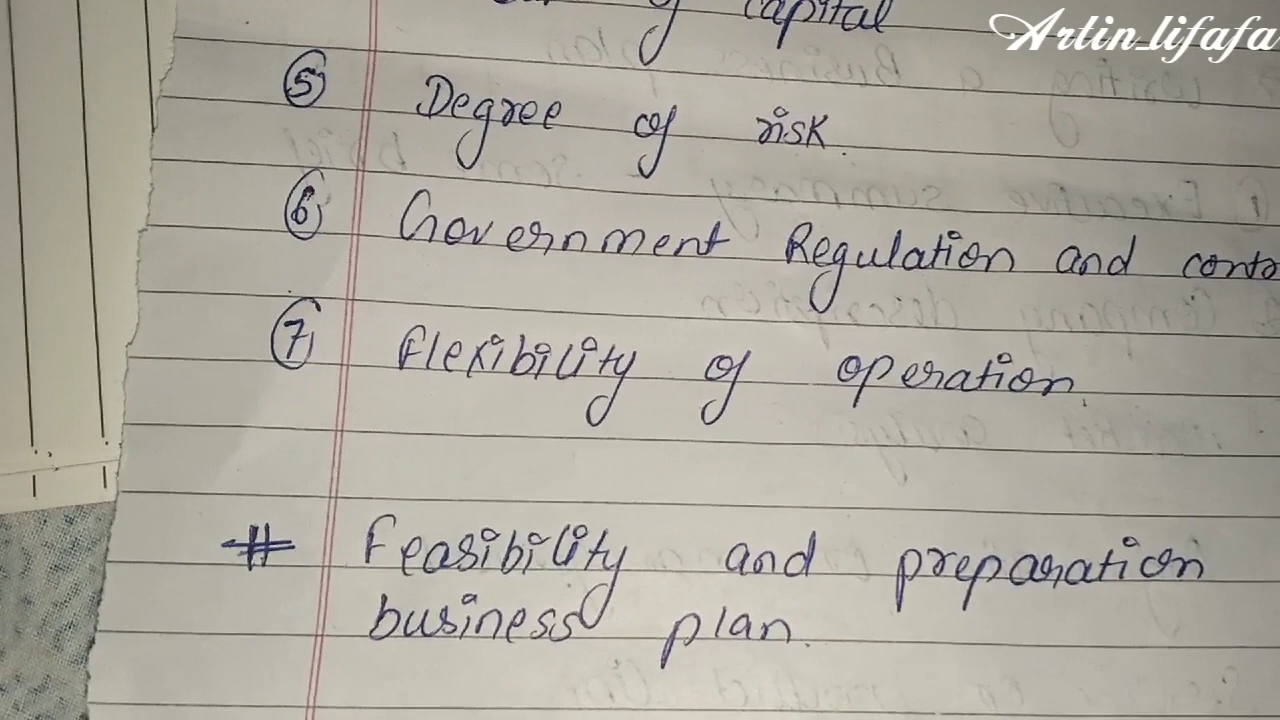 capital
Artin_lifafa
5 Degree of risk.
6 Government Regulation and conto
7 Flexibility of operation.
# Feasibility and preparation
business plan.